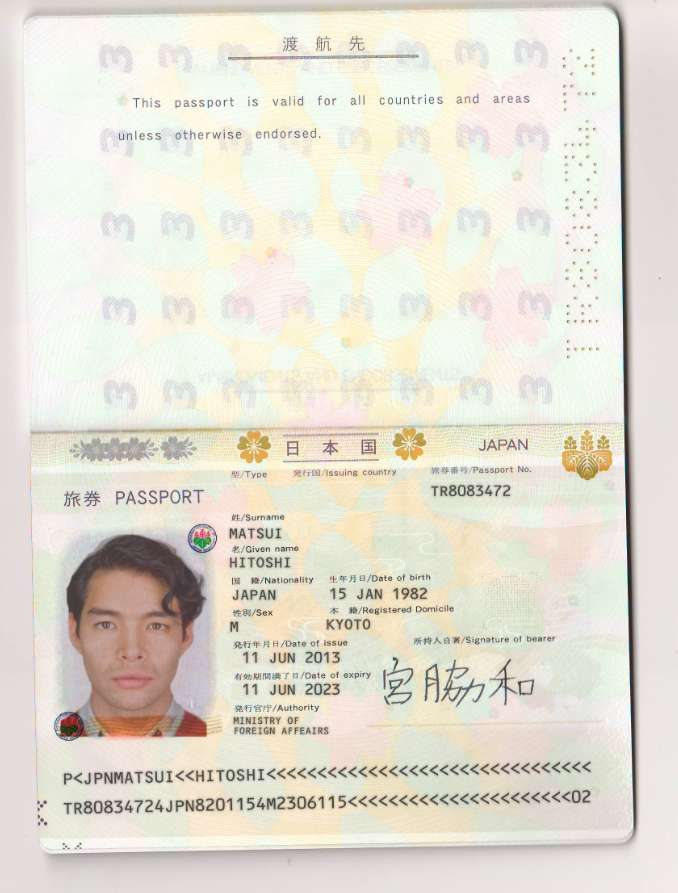 渡航先
This passport is valid for all countries and areas
unless otherwise endorsed.
日本国 JAPAN
型/Type 発行国/Issuing country 旅券番号/Passport No.
旅券 PASSPORT TR8083472
姓/Surname
MATSUI
名/Given name
HITOSHI
国 籍/Nationality 生年月日/Date of birth
JAPAN 15 JAN 1982
性別/Sex 本 籍/Registered Domicile
M KYOTO
発行年月日/Date of issue 所持人自署/Signature of bearer
11 JUN 2013
有効期間満了日/Date of expiry
11 JUN 2023 宮脇和
発行官庁/Authority
MINISTRY OF
FOREIGN AFFEAIRS
P<JPNMATSUI<<HITOSHI<<<<<<<<<<<<<<<<<<<<<<<<<<<<<<<<
TR80834724JPN8201154M2306115<<<<<<<<<<<<<<<<<<<<<<02